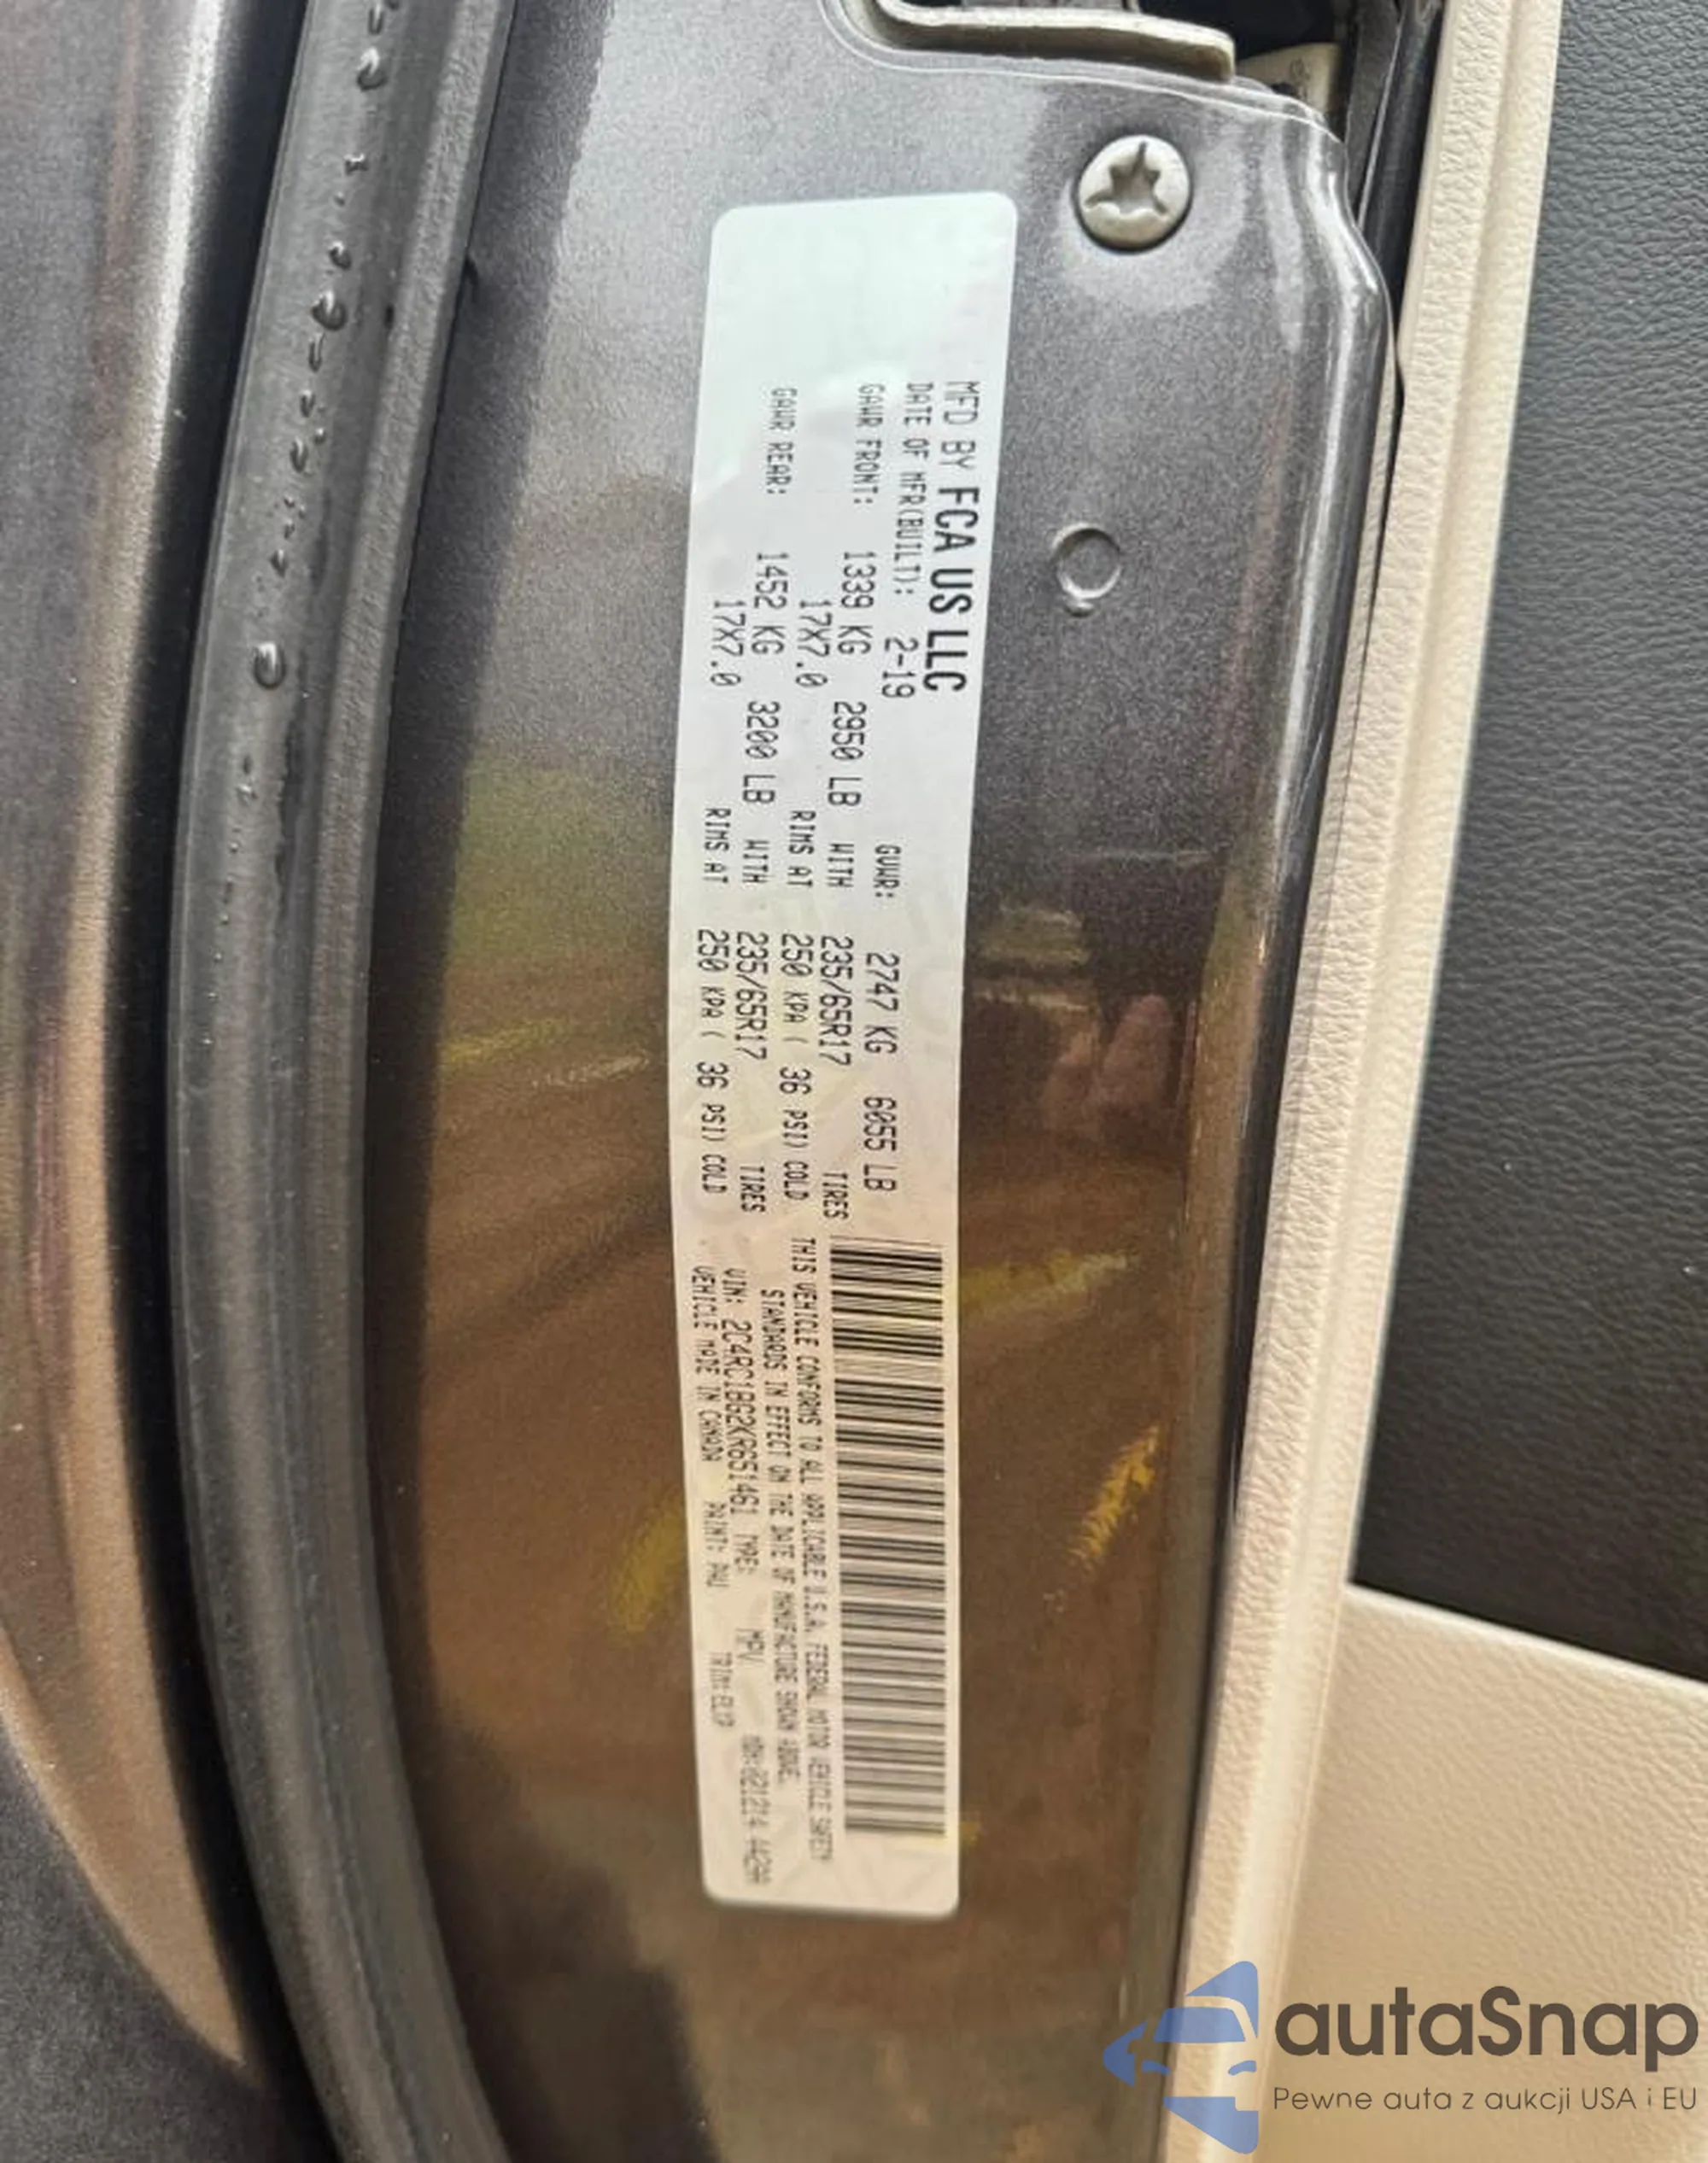 MFD BY FCA US LLC
DATE OF MFR(BUILT): 2-19 GVWR: 2747 KG 6055 LB
GAWR FRONT: 1339 KG 2950 LB WITH 235/65R17 TIRES
17X7.0 RIMS AT 250 KPA ( 36 PSI) COLD
GAWR REAR: 1452 KG 3200 LB WITH 235/65R17 TIRES
17X7.0 RIMS AT 250 KPA ( 36 PSI) COLD
THIS VEHICLE CONFORMS TO ALL APPLICABLE U.S.A. FEDERAL MOTOR VEHICLE SAFETY
STANDARDS IN EFFECT ON THE DATE OF MANUFACTURE SHOWN ABOVE.
VIN: 2C4RC1BG2KR651461 TYPE: MPV MDH:
VEHICLE MADE IN CANADA PAINT: PAU TRIM:
autaSnap
Pewne auta z aukcji USA i EU